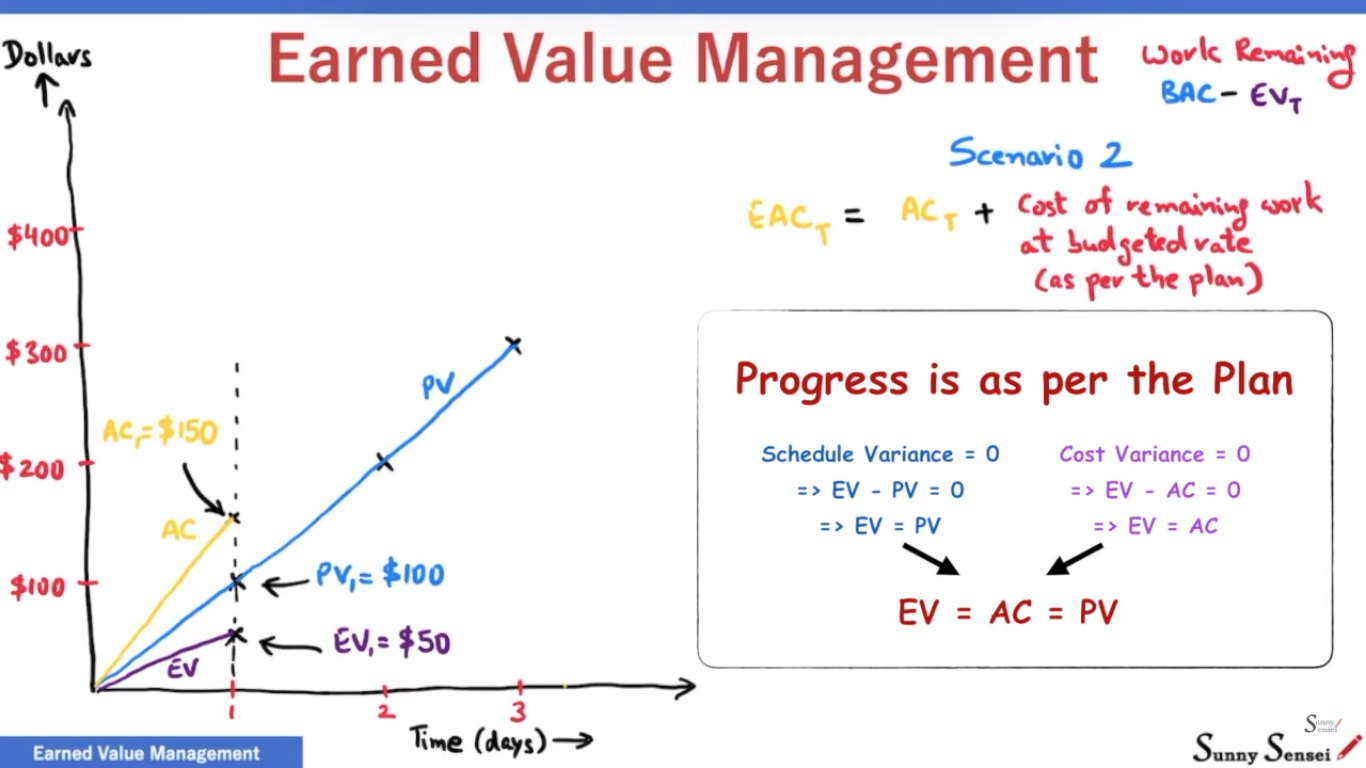 Earned Value Management
Work Remaining
BAC - EV_T
Dollars
Scenario 2
EAC_T = AC_T + Cost of remaining work
at budgeted rate
(as per the plan)
$400
$300
$200
$100
PV
AC₁= $150
AC
PV₁= $100
EV₁= $50
EV
1
2
3
Time (days)
Progress is as per the Plan
Schedule Variance = 0
=> EV - PV = 0
=> EV = PV
Cost Variance = 0
=> EV - AC = 0
=> EV = AC
EV = AC = PV
Earned Value Management
Sunny Sensei
Sunny Sensei